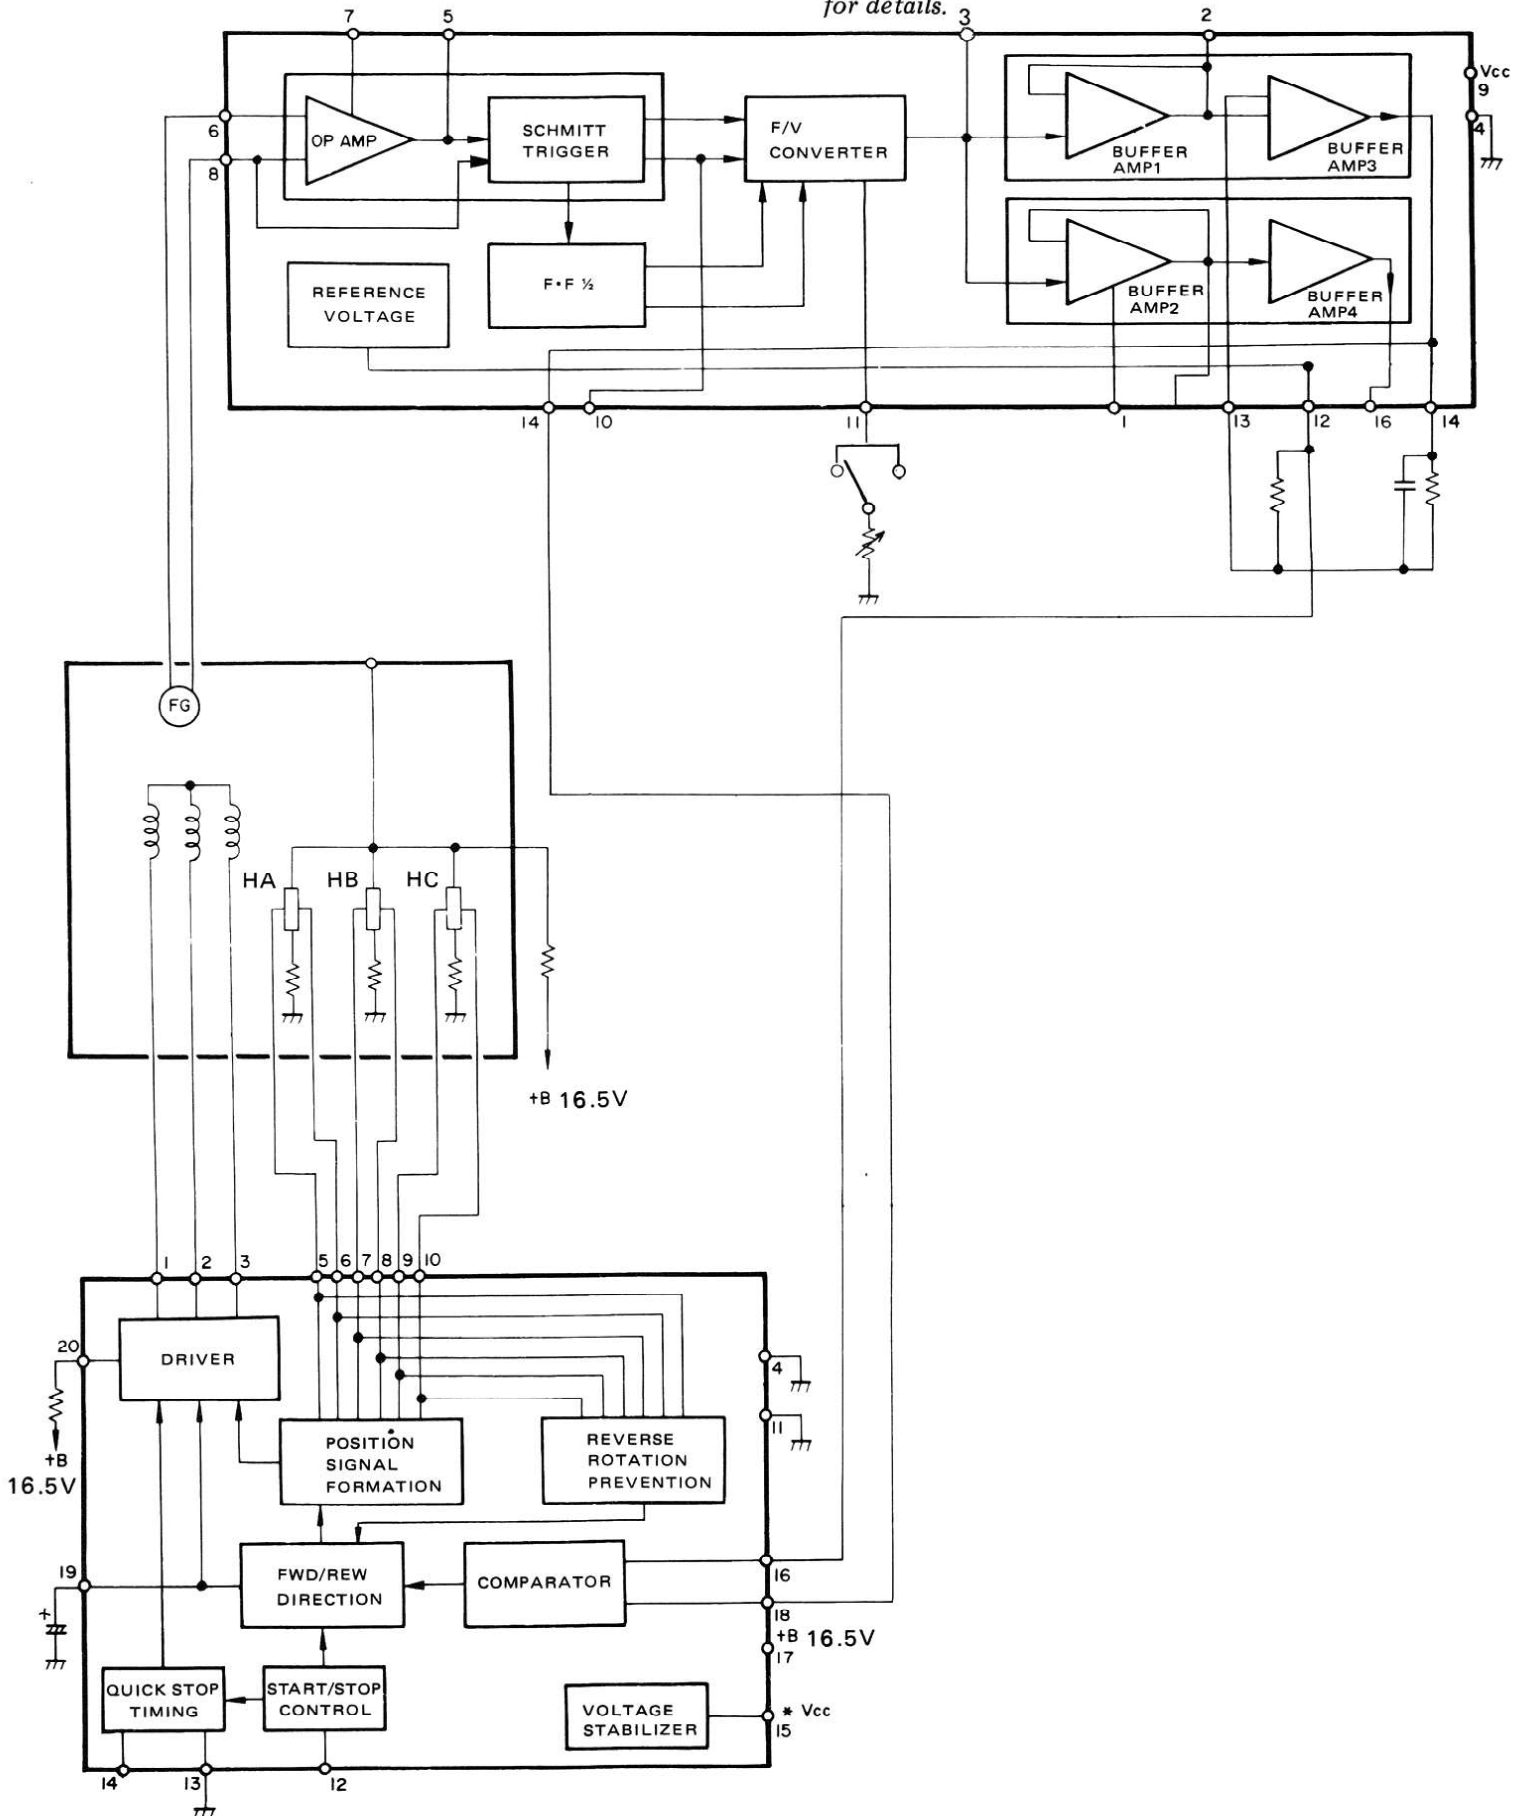 for details.
7 5 3 2
Vcc
9
4
6
8
OP AMP
SCHMITT
TRIGGER
F/V
CONVERTER
BUFFER
AMP1
BUFFER
AMP3
REFERENCE
VOLTAGE
F•F ½
BUFFER
AMP2
BUFFER
AMP4
14 10 11 1 13 12 16 14
FG
HA HB HC
+B 16.5V
1 2 3 5 6 7 8 9 10
20
DRIVER
4
+B
16.5V
POSITION
SIGNAL
FORMATION
REVERSE
ROTATION
PREVENTION
11
19
+
FWD/REW
DIRECTION
COMPARATOR
16
18
+B 16.5V
17
QUICK STOP
TIMING
START/STOP
CONTROL
VOLTAGE
STABILIZER
* Vcc
15
14 13 12